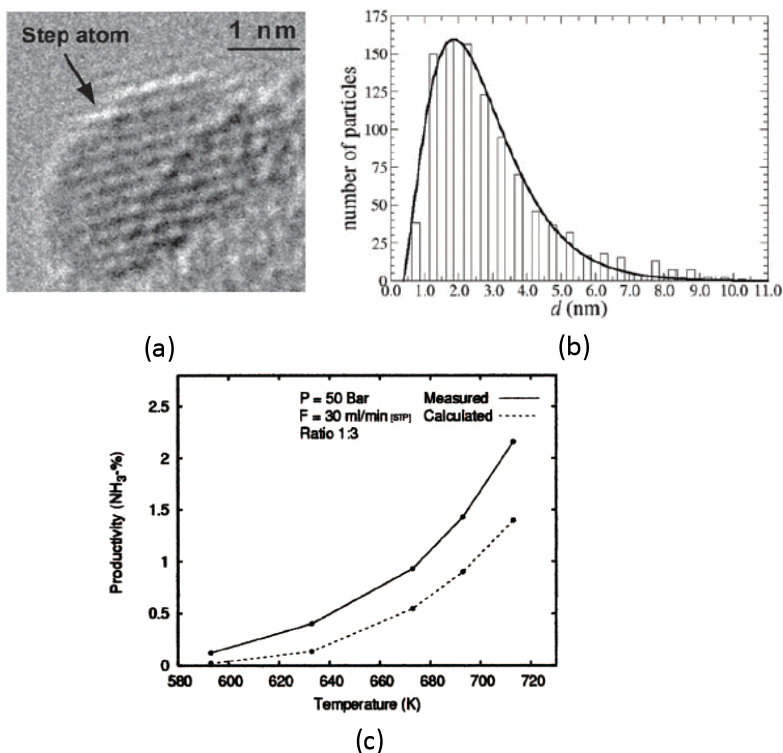 Step atom
1 nm
175
150
125
100
75
50
25
0
number of particles
0.0 1.0 2.0 3.0 4.0 5.0 6.0 7.0 8.0 9.0 10.0 11.0
d (nm)
(a)
(b)
P = 50 Bar
F = 30 ml/min [STP]
Ratio 1:3
Measured
Calculated
2.5
2
1.5
1
0.5
0
Productivity (NH3-%)
580 600 620 640 660 680 700 720
Temperature (K)
(c)